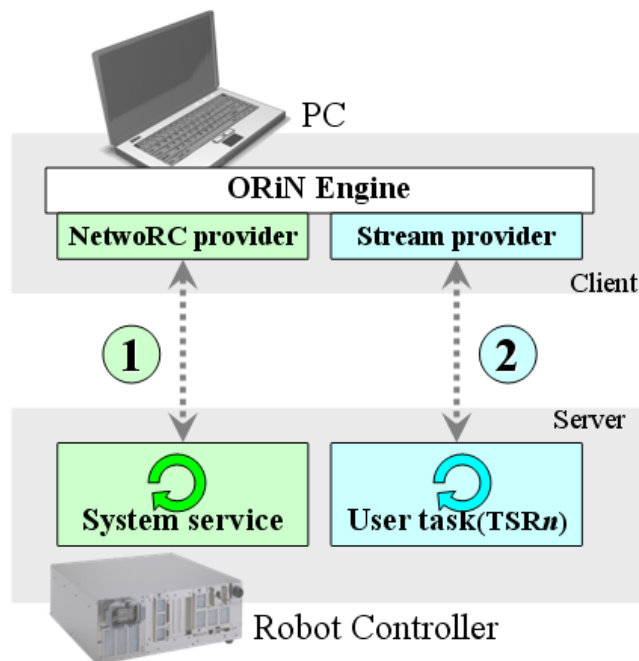 PC
ORiN Engine
NetwoRC provider
Stream provider
Client
1
2
Server
System service
User task(TSRn)
Robot Controller